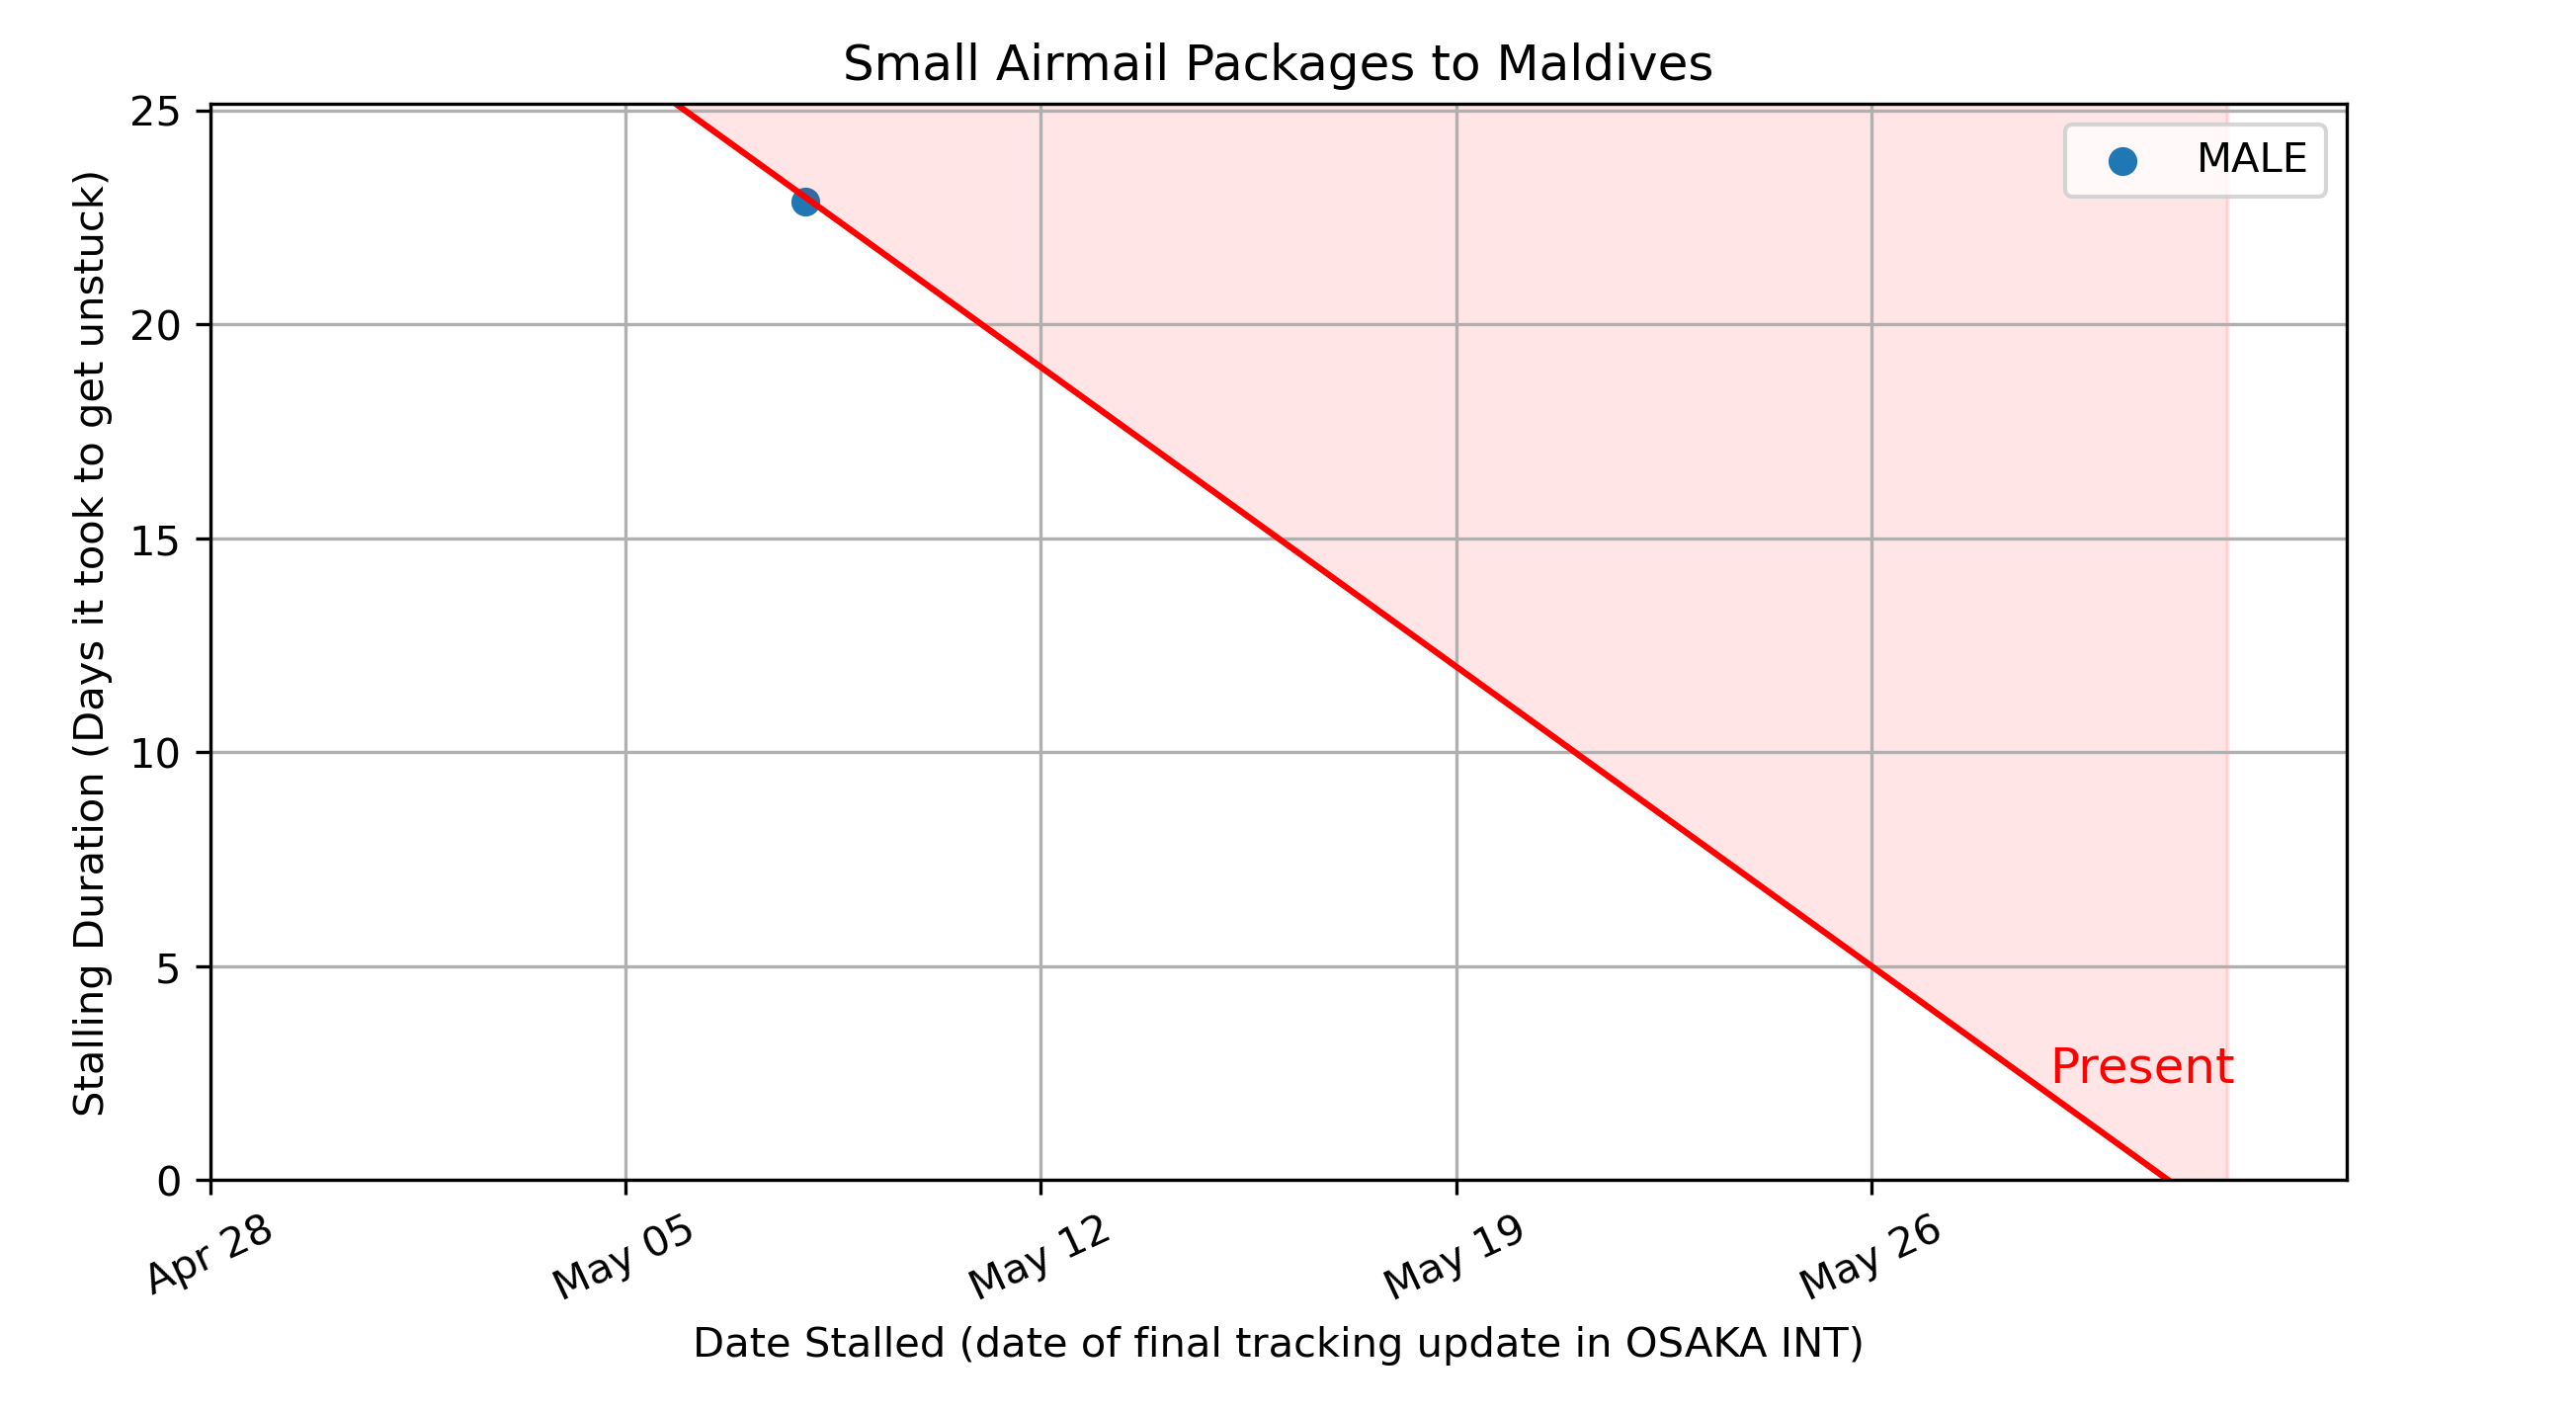 Small Airmail Packages to Maldives
25
20
15
10
5
0
Stalling Duration (Days it took to get unstuck)
MALE
Present
Apr 28
May 05
May 12
May 19
May 26
Date Stalled (date of final tracking update in OSAKA INT)